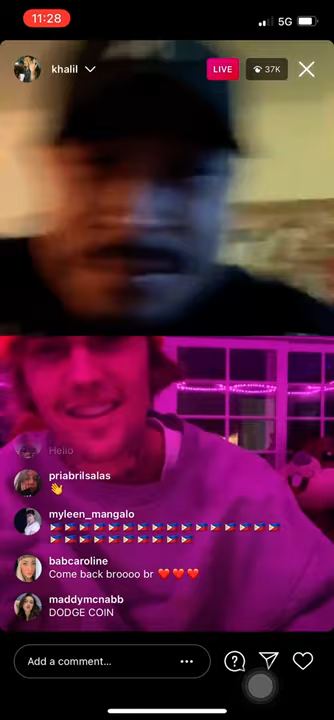 11:28
5G
khalil
LIVE
37K
Hello
priabrilsalas
👋
myleen_mangalo
🇵🇭🇵🇭🇵🇭🇵🇭🇵🇭🇵🇭🇵🇭🇵🇭🇵🇭🇵🇭🇵🇭🇵🇭🇵🇭🇵🇭🇵🇭🇵🇭
🇵🇭🇵🇭🇵🇭🇵🇭🇵🇭🇵🇭🇵🇭🇵🇭🇵🇭🇵🇭
babcaroline
Come back broooo br ❤️❤️❤️
maddymcnabb
DODGE COIN
Add a comment...